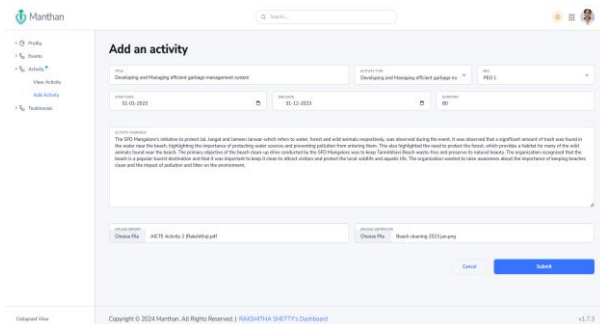 Manthan
Search...
Profile
Events
Activity
View Activity
Add Activity
Testimonial
Add an activity
TITLE
Developing and Managing efficient garbage management system
ACTIVITY TYPE
Developing and Managing efficient garbage ma
PEO 1
START DATE
01-01-2023
END DATE
31-12-2023
80
ACTIVITY OVERVIEW
The SFD Mangalore's initiative to protect Jal, Jangal and Janwar-which refers to water, forest and wild animals respectively, was observed during the event. It was observed that a significant amount of trash was found in
the water near the beach, highlighting the importance of protecting water sources and preventing pollution from entering them. This also highlighted the need to protect the forest, which provides a habitat for many of the wild
animals found near the beach. The primary objective of the beach clean-up drive conducted by the SFD Mangalore was to keep Tannirbhavi Beach waste-free and preserve its natural beauty. The organization recognized that the
beach is a popular tourist destination and that it was important to keep it clean to attract visitors and protect the local wildlife and aquatic life. The organization wanted to raise awareness about the importance of keeping beaches
clean and the impact of pollution and litter on the environment.
UPLOAD REPORT
Choose File AICTE Activity 2 (Rakshitha).pdf
UPLOAD CERTIFICATE
Choose File Beach cleaning 2023 jan.png
Cancel
Submit
Collapsed View
Copyright © 2024 Manthan. All Rights Reserved. | RAKSHITHA SHETTY's Dashboard
v1.7.3